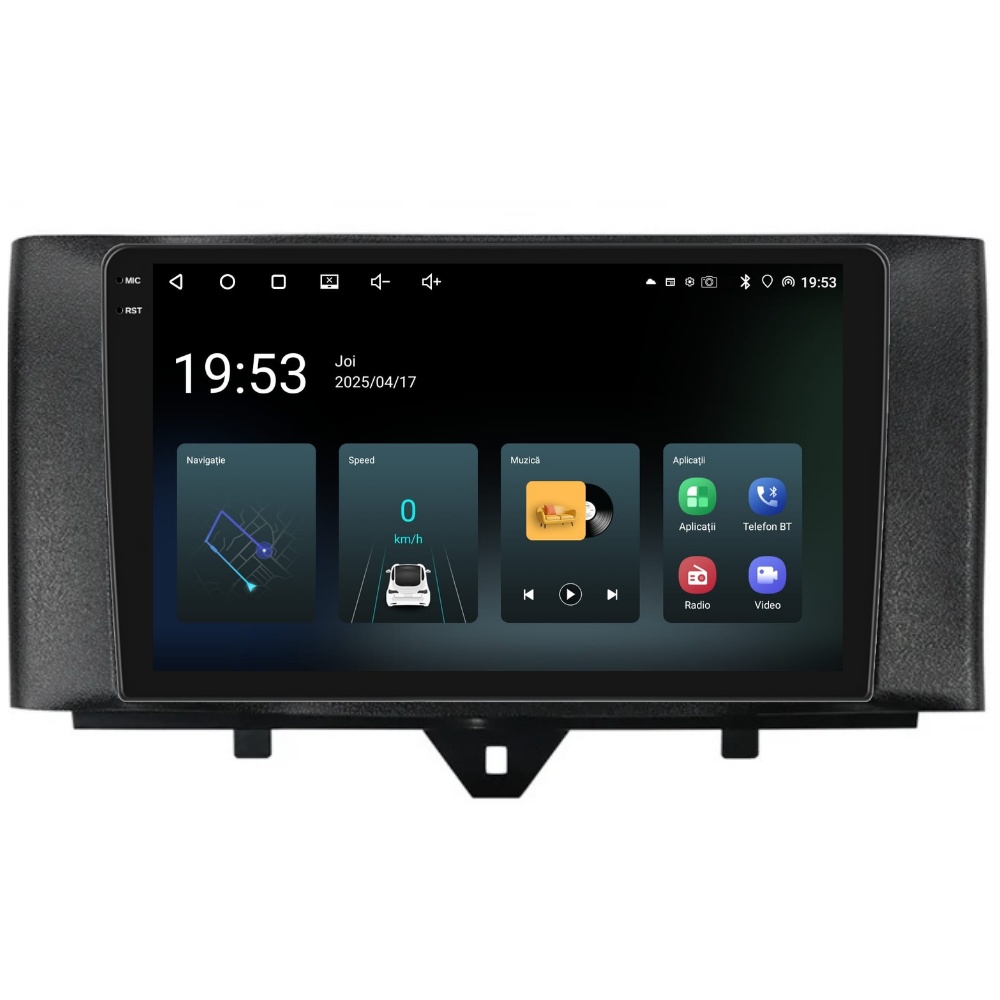 MIC
RST
19:53
19:53
Joi
2025/04/17
Navigație
Speed
0
km/h
Muzică
Aplicații
Aplicații
Telefon BT
Radio
Video